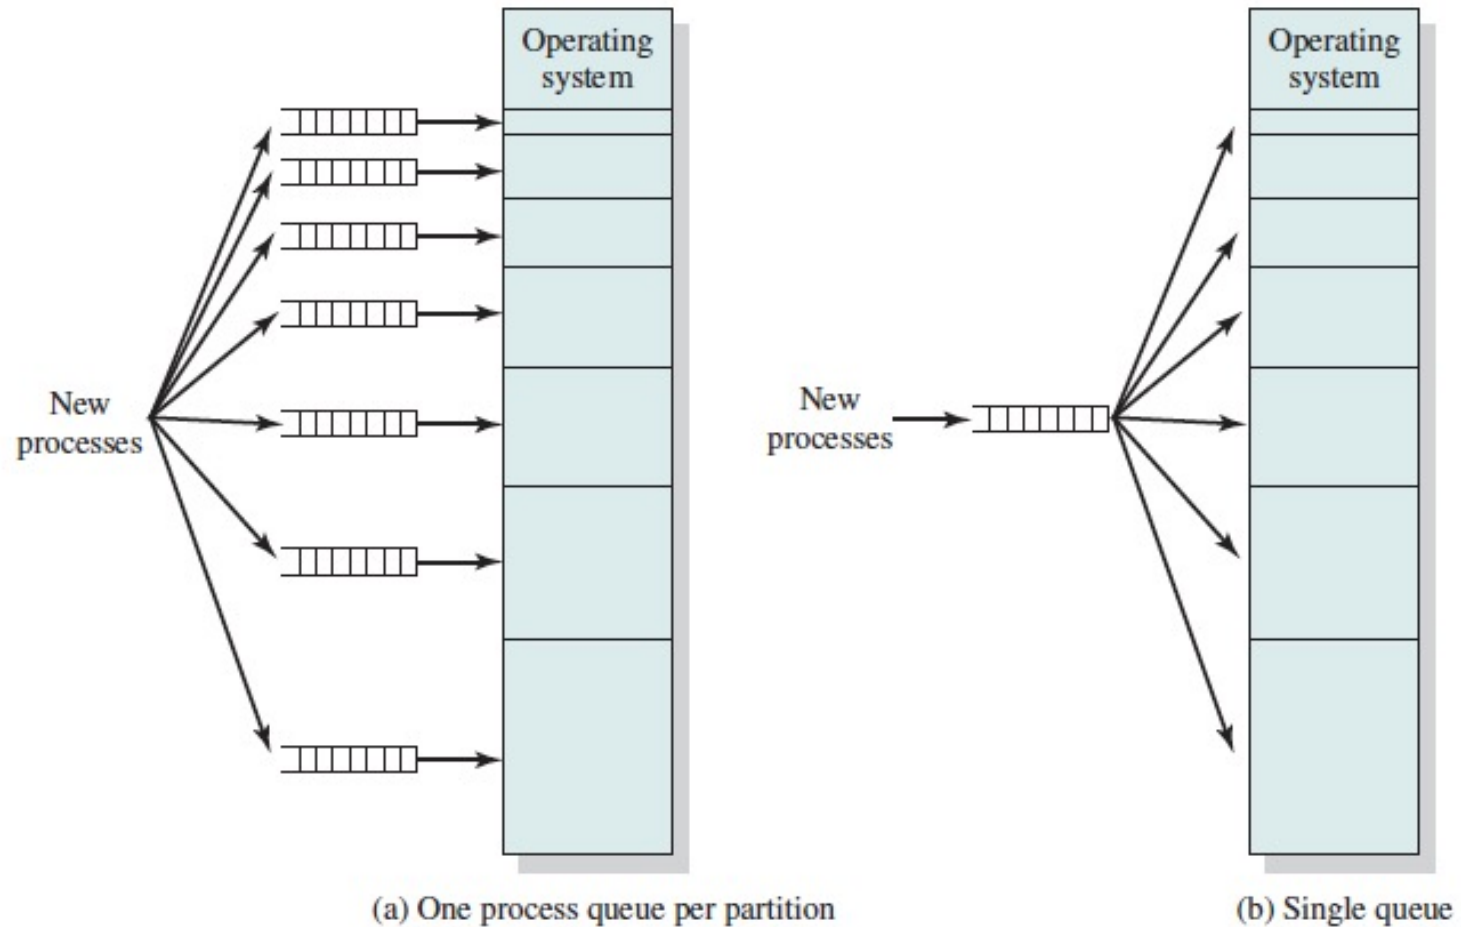 Operating
system
New
processes
(a) One process queue per partition
Operating
system
New
processes
(b) Single queue